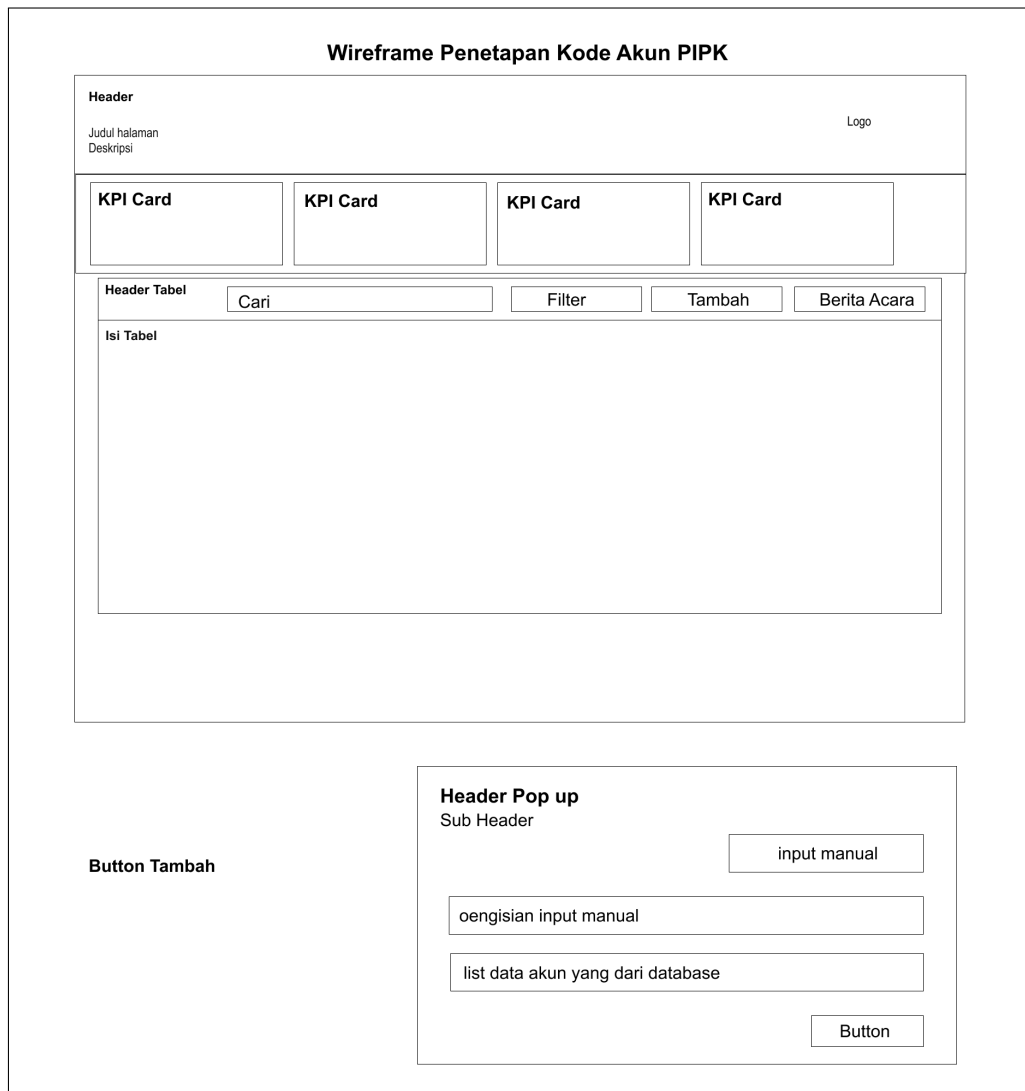 Wireframe Penetapan Kode Akun PIPK
Header
Logo
Judul halaman
Deskripsi
KPI Card
KPI Card
KPI Card
KPI Card
Header Tabel
Cari
Filter
Tambah
Berita Acara
Isi Tabel
Header Pop up
Sub Header
input manual
Button Tambah
oengisian input manual
list data akun yang dari database
Button